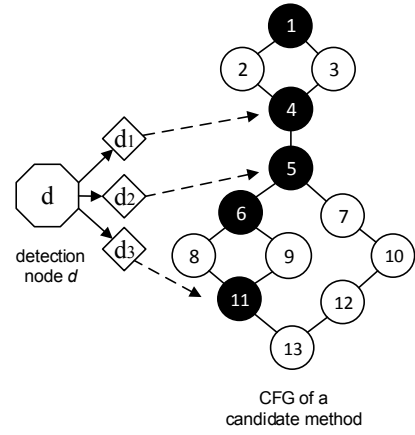 1
2
3
4
d1
5
d
d2
6
7
d3
8
9
10
detection
node d
11
12
13
CFG of a
candidate method